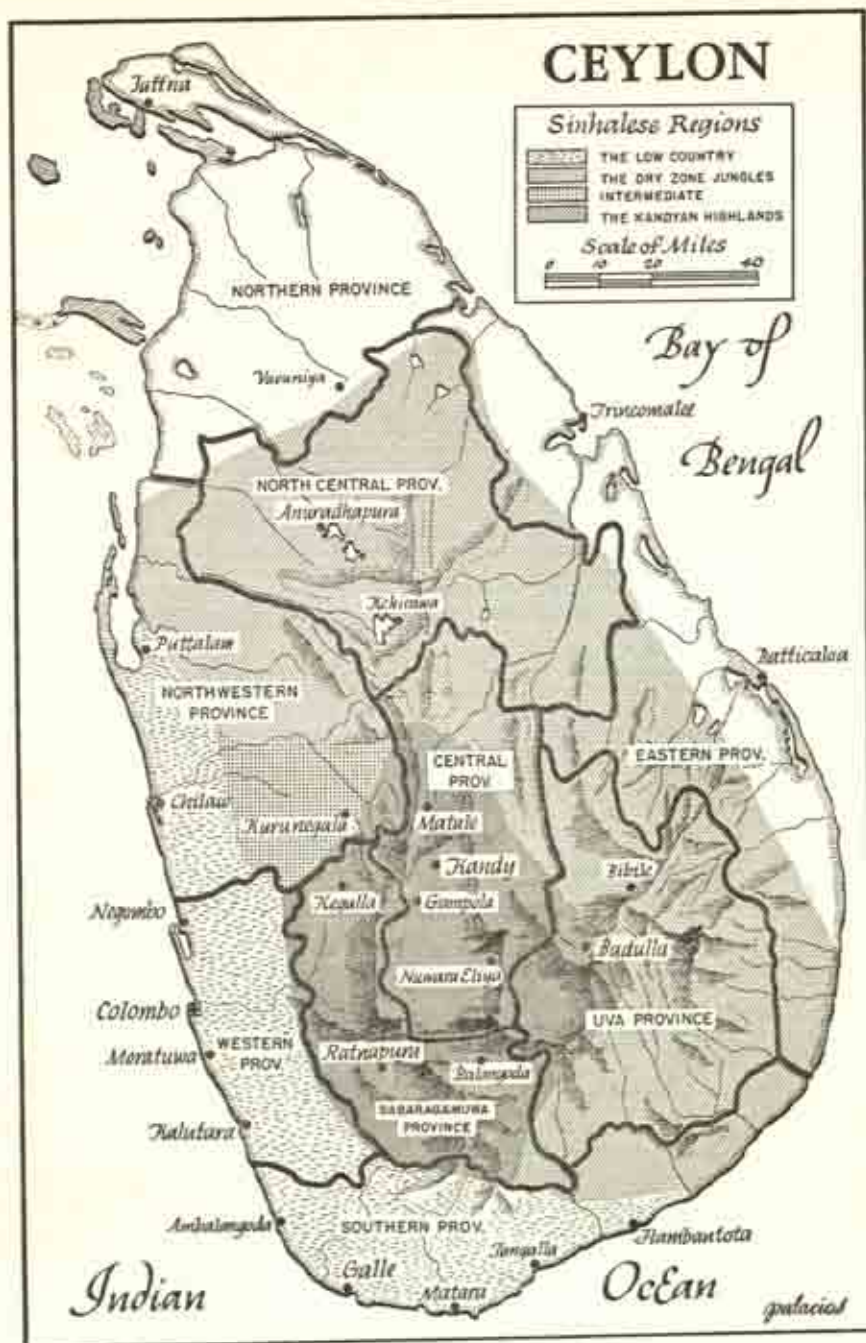 CEYLON
Sinhalese Regions
THE LOW COUNTRY
THE DRY ZONE JUNGLES
INTERMEDIATE
THE KANDYAN HIGHLANDS
Scale of Miles
0 10 20 40
Jaffna
NORTHERN PROVINCE
Bay of
Bengal
Vavuniya
Trincomalee
NORTH CENTRAL PROV.
Anuradhapura
Kekirawa
Puttalam
Batticaloa
NORTHWESTERN
PROVINCE
EASTERN PROV.
CENTRAL
PROV.
Chilaw
Kurunegala
Matale
Kandy
Bibile
Kegalla
Gampola
Negombo
Badulla
Nuwara Eliya
Colombo
WESTERN
PROV.
UVA PROVINCE
Moratuwa
Ratnapura
SABARAGAMUWA
PROVINCE
Kalutara
Ambalangoda
SOUTHERN PROV.
Hambantota
Tangalla
Galle
Matara
Indian
Ocean
palacios